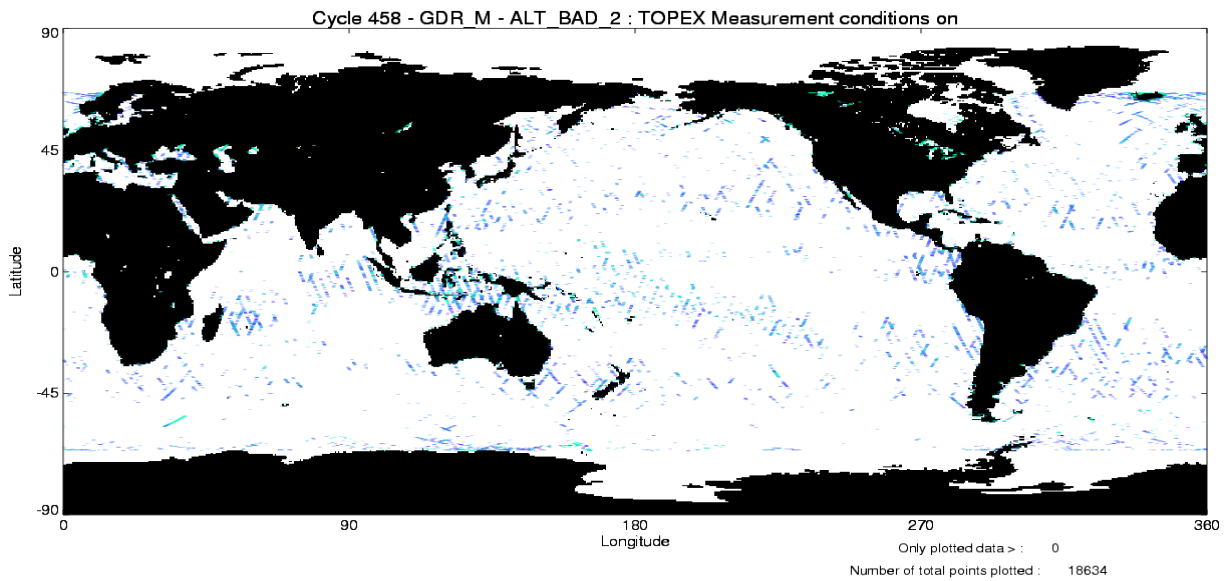 Cycle 458 - GDR_M - ALT_BAD_2 : TOPEX Measurement conditions on
90
45
0
-45
-90
Latitude
0 90 180 270 360
Longitude
Only plotted data > : 0
Number of total points plotted : 18634